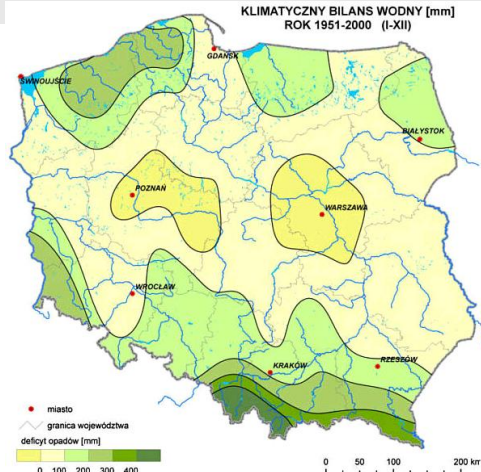 KLIMATYCZNY BILANS WODNY [mm]
ROK 1951-2000 (I-XII)
GDAŃSK
ŚWINOUJŚCIE
BIAŁYSTOK
POZNAŃ
WARSZAWA
WROCŁAW
KRAKÓW
RZESZÓW
miasto
granica województwa
deficyt opadów [mm]
0 100 200 300 400
0 100 200 km